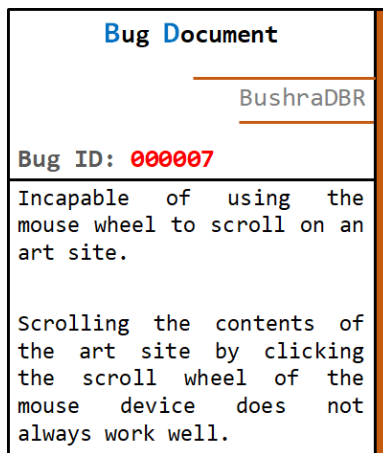 Bug Document
BushraDBR
Bug ID: 000007
Incapable of using the
mouse wheel to scroll on an
art site.
Scrolling the contents of
the art site by clicking
the scroll wheel of the
mouse device does not
always work well.